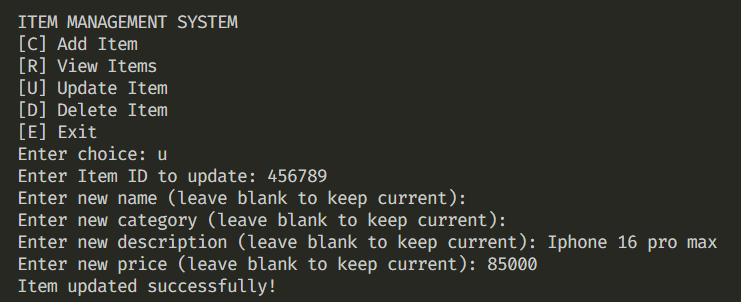 ITEM MANAGEMENT SYSTEM
[C] Add Item
[R] View Items
[U] Update Item
[D] Delete Item
[E] Exit
Enter choice: u
Enter Item ID to update: 456789
Enter new name (leave blank to keep current):
Enter new category (leave blank to keep current):
Enter new description (leave blank to keep current): Iphone 16 pro max
Enter new price (leave blank to keep current): 85000
Item updated successfully!